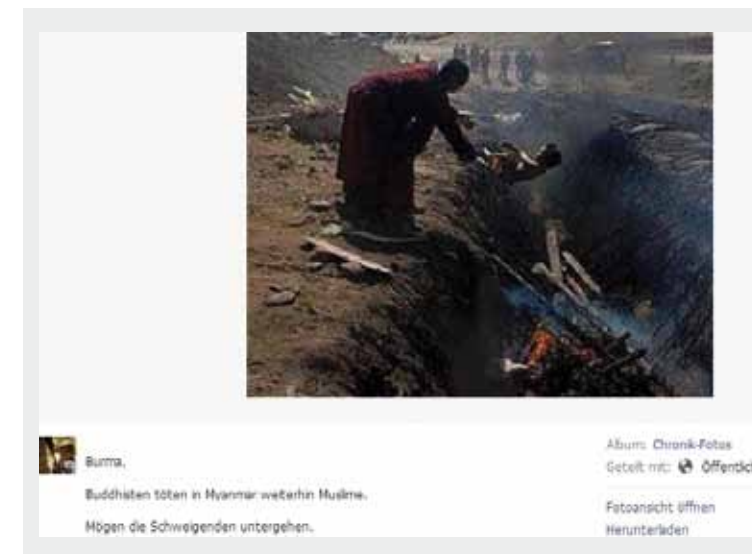 Burma,
Buddhisten töten in Myanmar weiterhin Muslime.
Mögen die Schweigenden untergehen.
Album: Chronik-Fotos
Geteilt mit: Öffentlic
Fotoansicht öffnen
Herunterladen